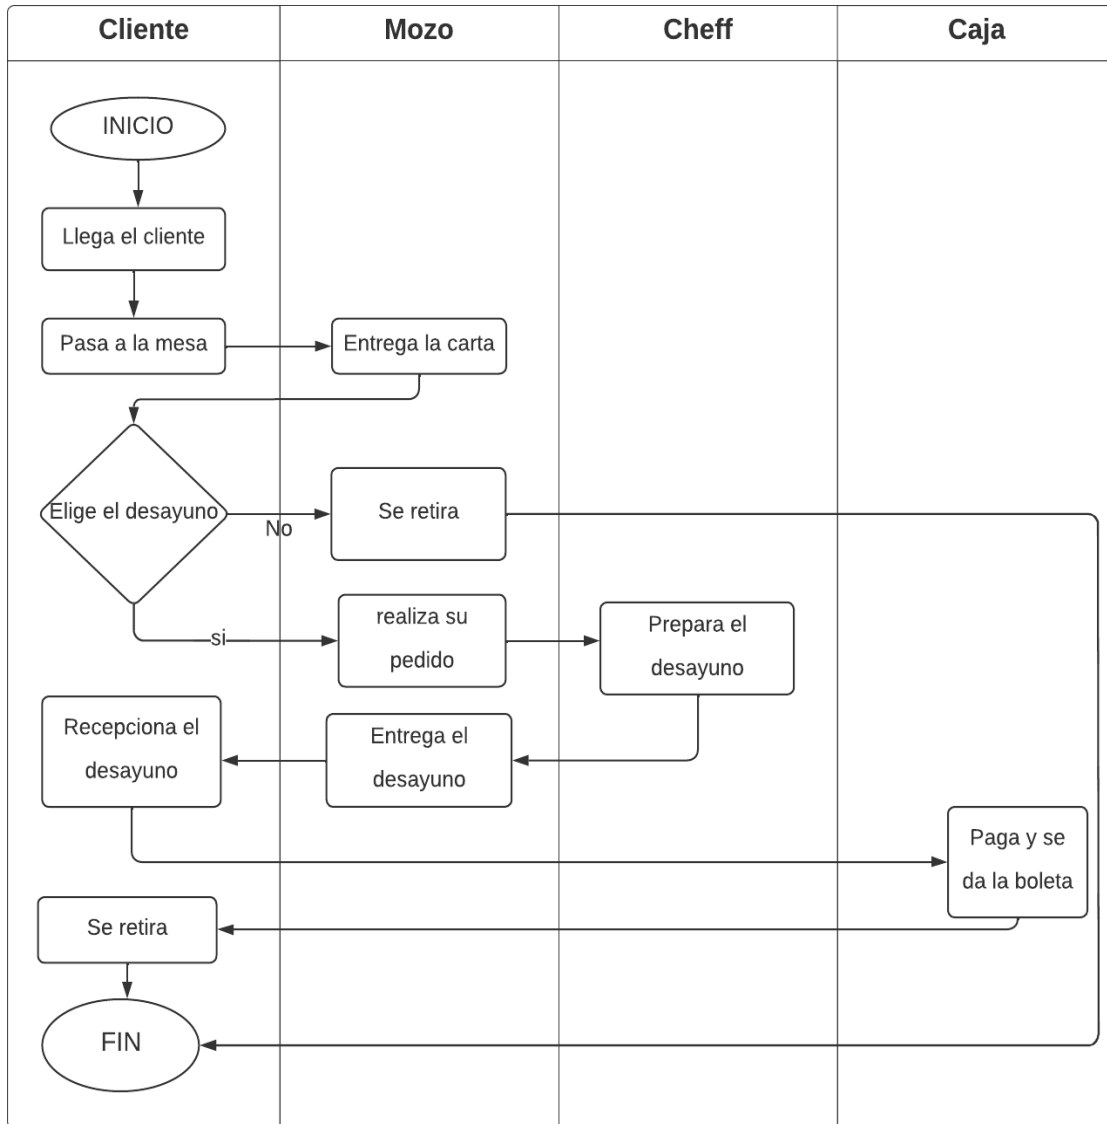 Cliente
Mozo
Cheff
Caja
INICIO
Llega el cliente
Pasa a la mesa
Entrega la carta
Elige el desayuno
No
Se retira
si
realiza su
pedido
Prepara el
desayuno
Entrega el
desayuno
Recepciona el
desayuno
Paga y se
da la boleta
Se retira
FIN